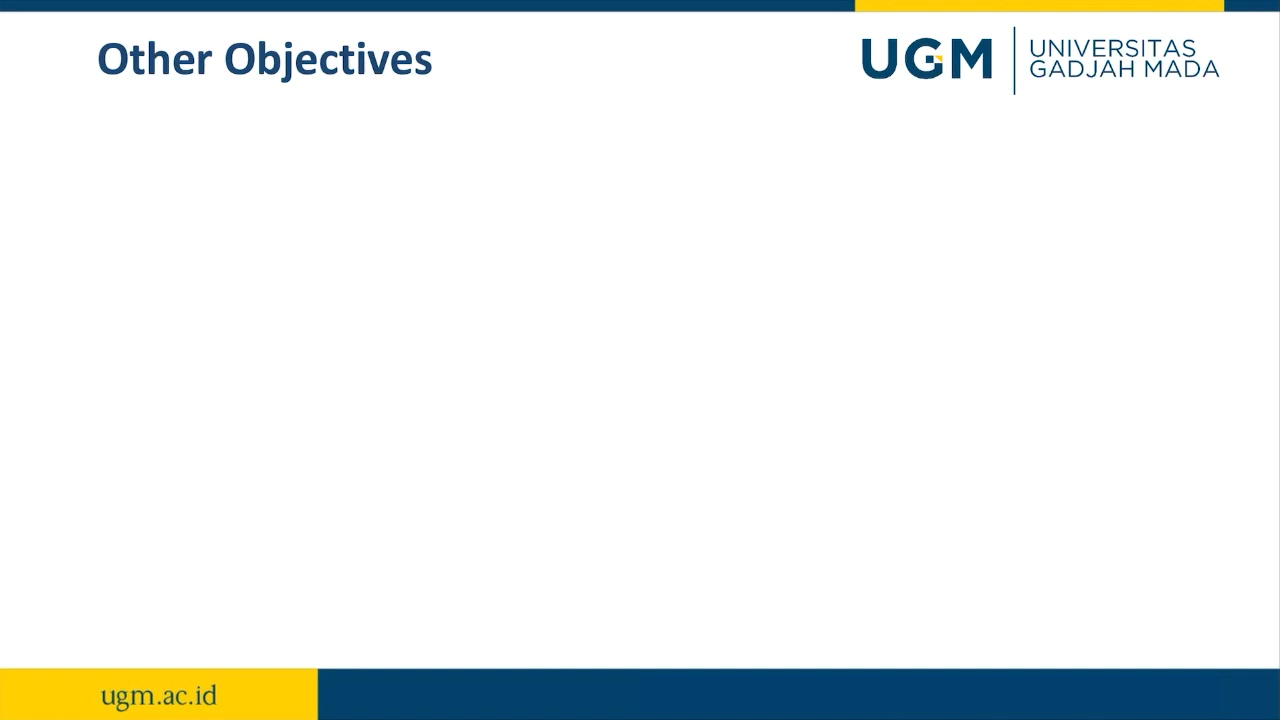 Other Objectives
UGM
UNIVERSITAS
GADJAH MADA
ugm.ac.id